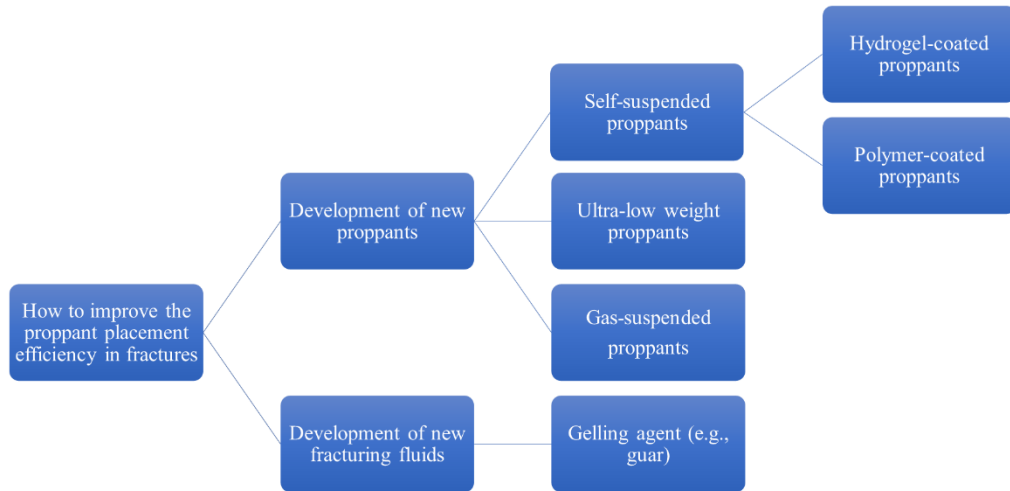 Hydrogel-coated
proppants
Self-suspended
proppants
Polymer-coated
proppants
Development of new
proppants
Ultra-low weight
proppants
How to improve the
proppant placement
efficiency in fractures
Gas-suspended
proppants
Development of new
fracturing fluids
Gelling agent (e.g.,
guar)